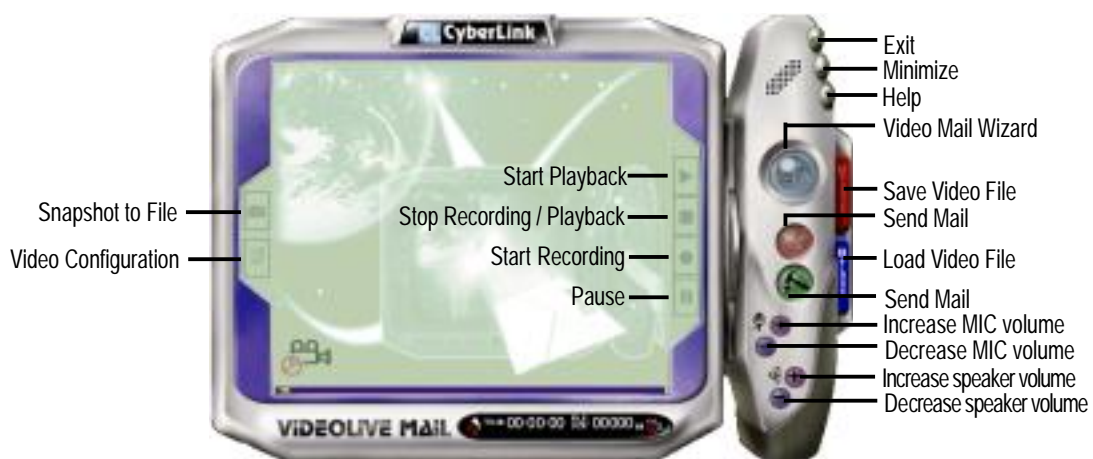 CyberLink
Exit
Minimize
Help
Video Mail Wizard
Start Playback
Save Video File
Snapshot to File
Stop Recording / Playback
Send Mail
Video Configuration
Start Recording
Load Video File
Pause
Send Mail
Increase MIC volume
Decrease MIC volume
Increase speaker volume
Decrease speaker volume
ViDEOLIVE MAiL
00:00:00 00000